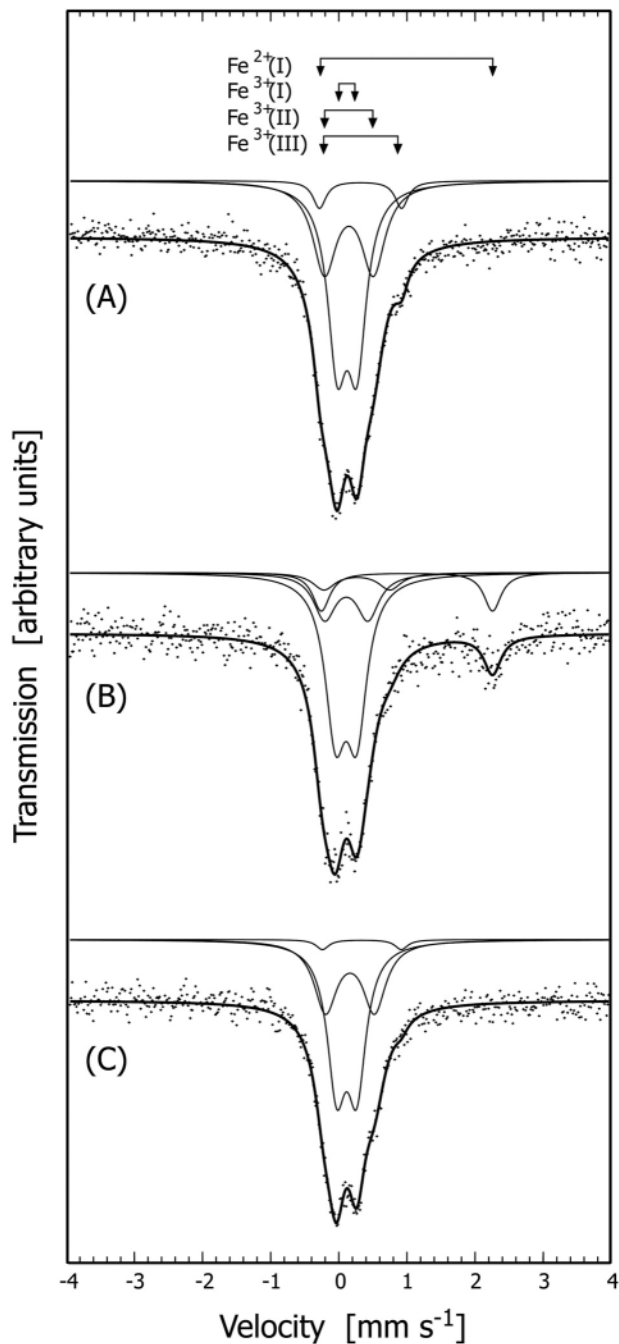 Fe2+(I)
Fe3+(I)
Fe3+(II)
Fe3+(III)
(A)
(B)
(C)
Transmission [arbitrary units]
-4 -3 -2 -1 0 1 2 3 4
Velocity [mm s-1]